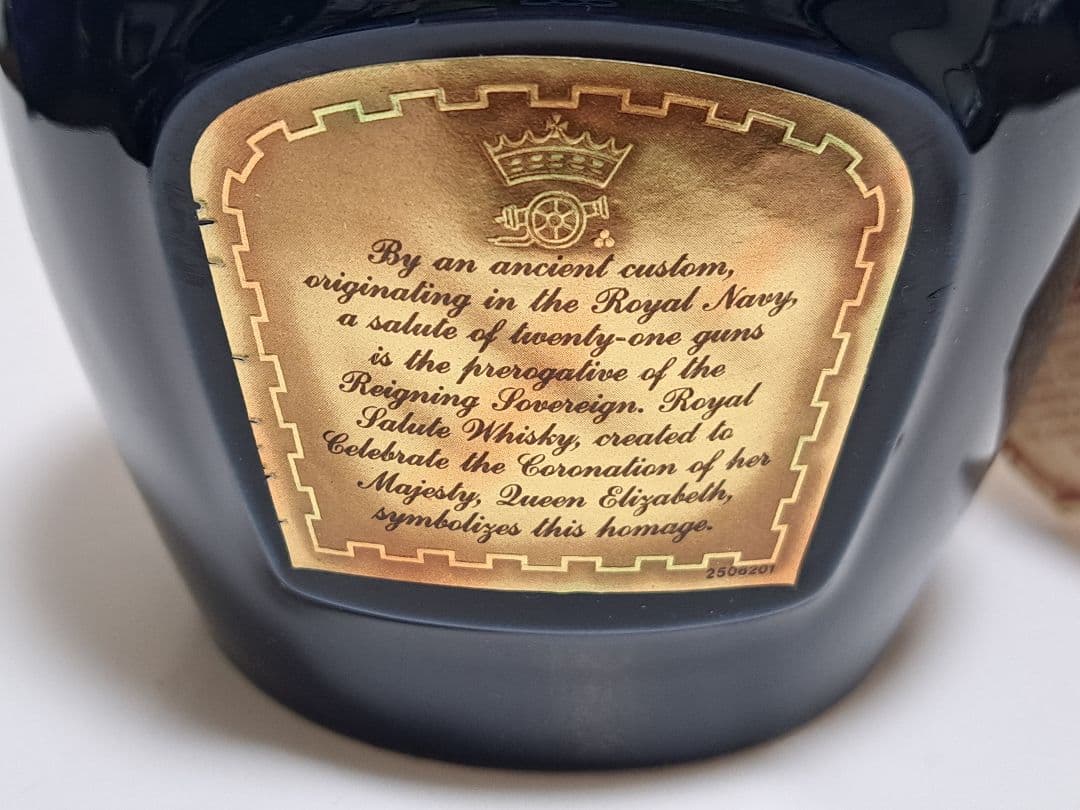 By an ancient custom,
originating in the Royal Navy,
a salute of twenty-one guns
is the prerogative of the
Reigning Sovereign. Royal
Salute Whisky, created to
Celebrate the Coronation of her
Majesty, Queen Elizabeth,
symbolizes this homage.
2506201